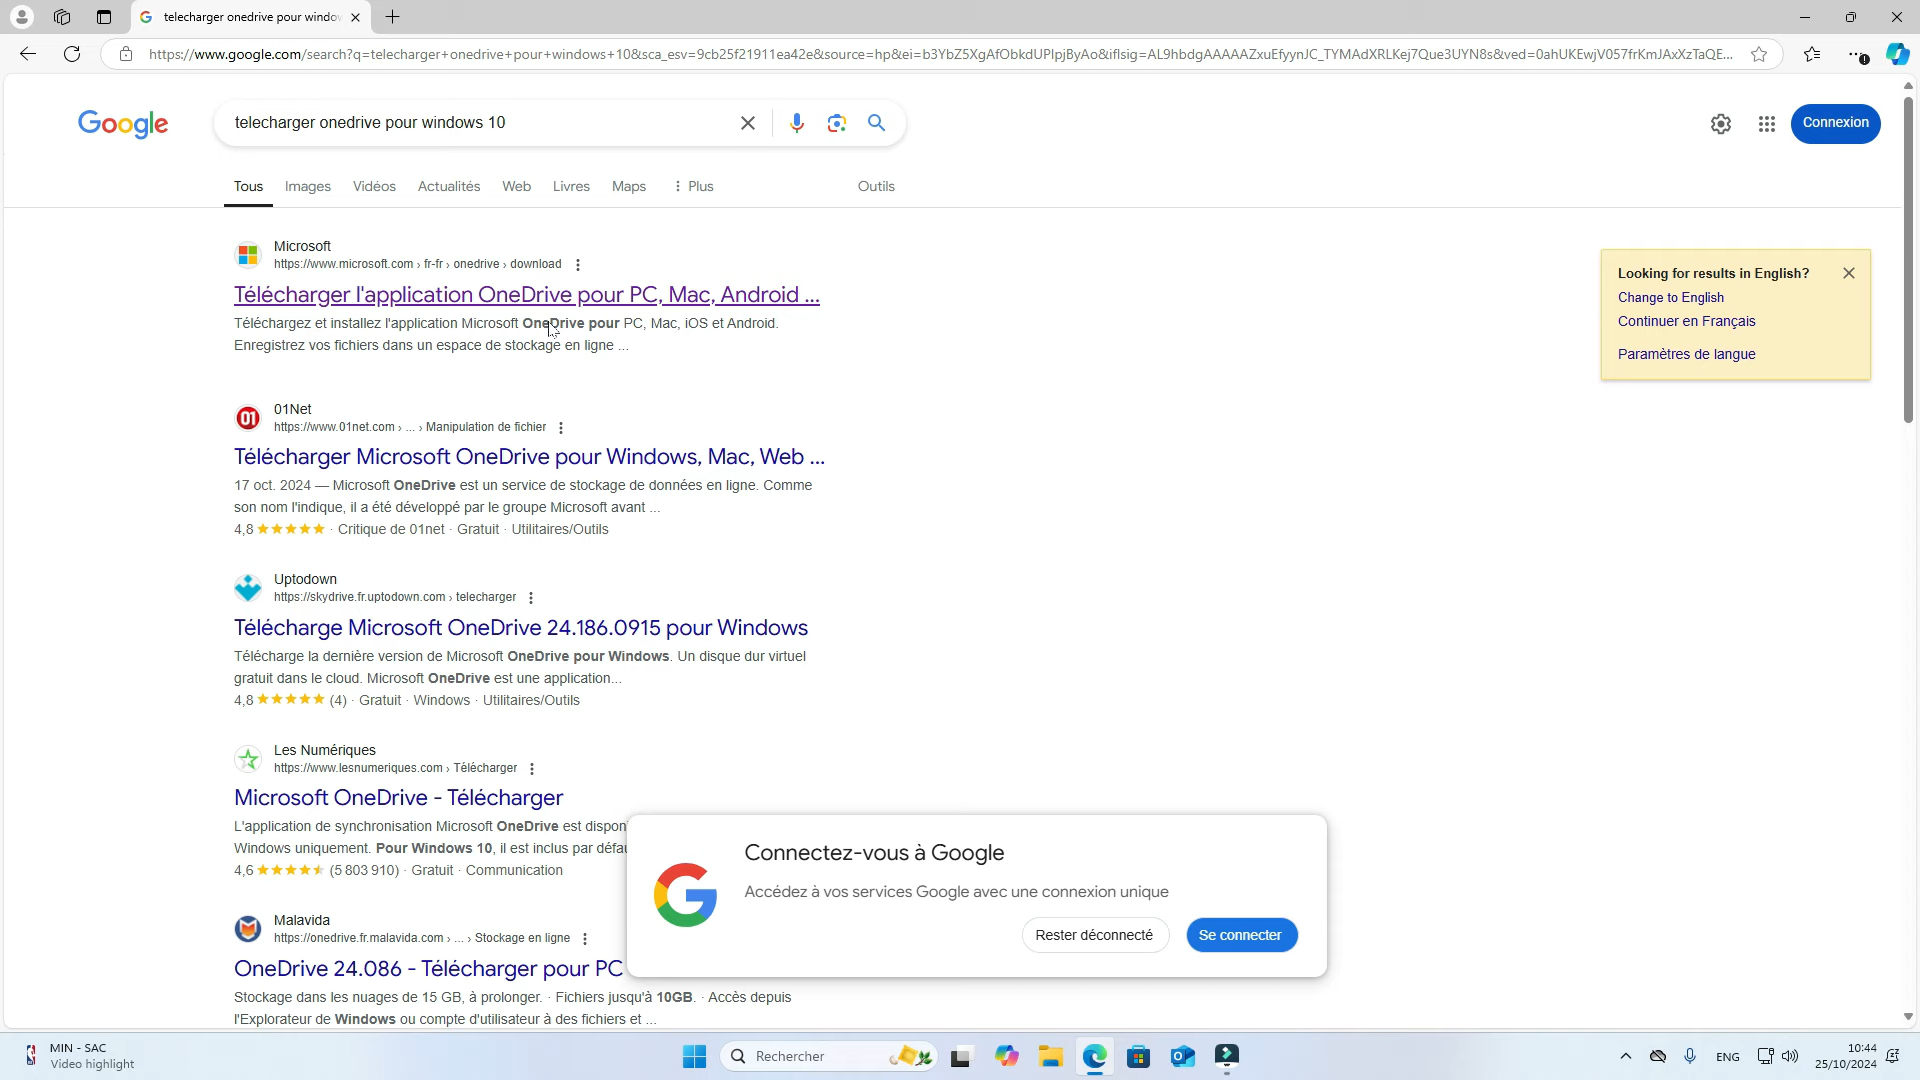 telecharger onedrive pour window
https://www.google.com/search?q=telecharger+onedrive+pour+windows+10&sca_esv=9cb25f21911ea42e&source=hp&ei=b3YbZ5XgAfObkdUPlpjByAo&iflsig=AL9hbdgAAAAAZxuEfyynJC_TYMAdXRLKej7Que3UYN8s&ved=0ahUKEwjV057frKmJAxXzTaQE...
Google
telecharger onedrive pour windows 10
Connexion
Tous Images Vidéos Actualités Web Livres Maps Plus Outils
Microsoft
https://www.microsoft.com › fr-fr › onedrive › download
Télécharger l'application OneDrive pour PC, Mac, Android ...
Téléchargez et installez l'application Microsoft OneDrive pour PC, Mac, iOS et Android.
Enregistrez vos fichiers dans un espace de stockage en ligne ...
Looking for results in English?
Change to English
Continuer en Français
Paramètres de langue
01
01Net
https://www.01net.com › ... › Manipulation de fichier
Télécharger Microsoft OneDrive pour Windows, Mac, Web ...
17 oct. 2024 — Microsoft OneDrive est un service de stockage de données en ligne. Comme
son nom l'indique, il a été développé par le groupe Microsoft avant ...
4,8 · Critique de 01net · Gratuit · Utilitaires/Outils
Uptodown
https://skydrive.fr.uptodown.com › telecharger
Télécharge Microsoft OneDrive 24.186.0915 pour Windows
Télécharge la dernière version de Microsoft OneDrive pour Windows. Un disque dur virtuel
gratuit dans le cloud. Microsoft OneDrive est une application...
4,8 (4) · Gratuit · Windows · Utilitaires/Outils
Les Numériques
https://www.lesnumeriques.com › Télécharger
Microsoft OneDrive - Télécharger
L'application de synchronisation Microsoft OneDrive est dispon
Windows uniquement. Pour Windows 10, il est inclus par défau
4,6 (5 803 910) · Gratuit · Communication
Malavida
https://onedrive.fr.malavida.com › ... › Stockage en ligne
OneDrive 24.086 - Télécharger pour PC
Stockage dans les nuages de 15 GB, à prolonger. · Fichiers jusqu'à 10GB. · Accès depuis
l'Explorateur de Windows ou compte d'utilisateur à des fichiers et ...
Connectez-vous à Google
Accédez à vos services Google avec une connexion unique
Rester déconnecté
Se connecter
MIN - SAC
Video highlight
Rechercher
ENG
10:44
25/10/2024